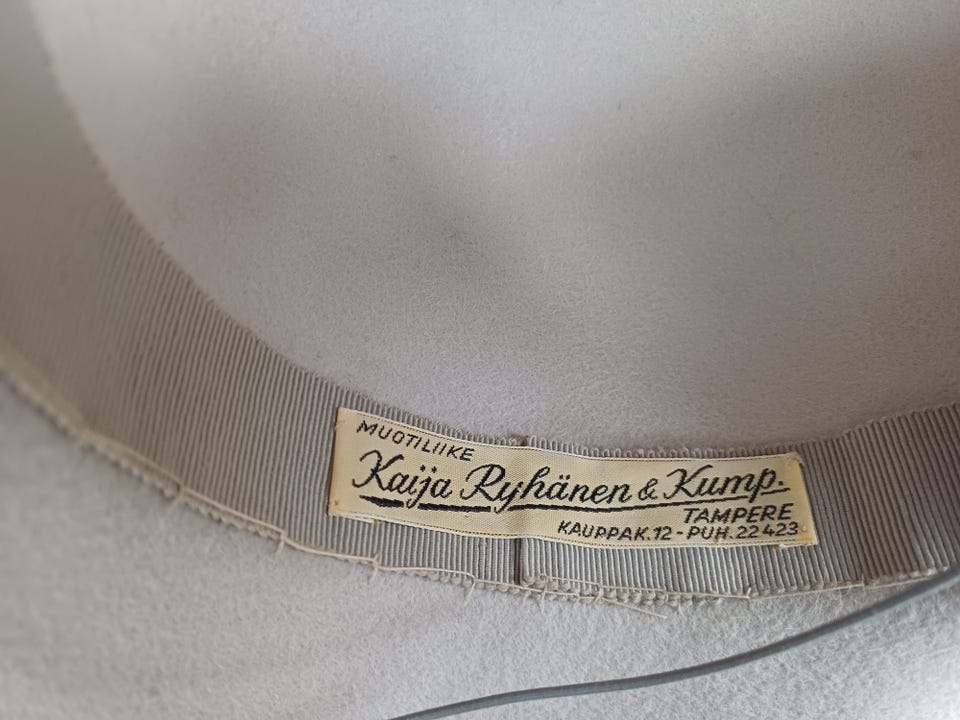 MUOTILIIKE
Kaija Ryhänen & Kump.
TAMPERE
KAUPPAK.12-PUH.22423